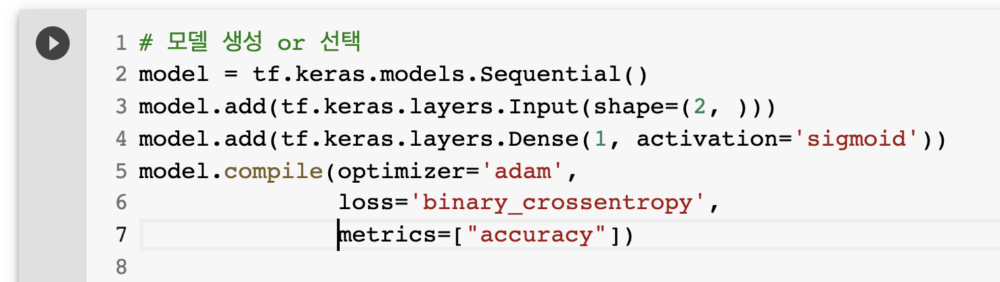 1 # 모델 생성 or 선택
2 model = tf.keras.models.Sequential()
3 model.add(tf.keras.layers.Input(shape=(2, )))
4 model.add(tf.keras.layers.Dense(1, activation='sigmoid'))
5 model.compile(optimizer='adam',
6               loss='binary_crossentropy',
7               metrics=["accuracy"])
8